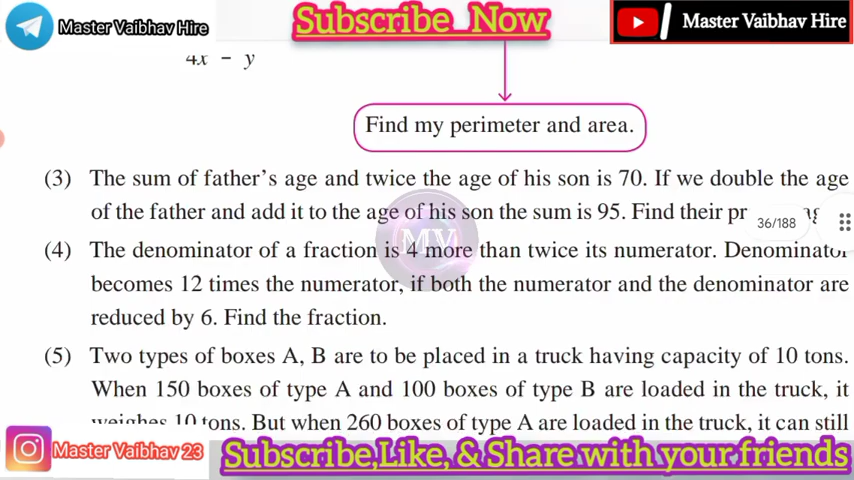 Master Vaibhav Hire
Subscribe Now
Master Vaibhav Hire
4x - y
Find my perimeter and area.
(3) The sum of father's age and twice the age of his son is 70. If we double the age
of the father and add it to the age of his son the sum is 95. Find their
36/188
MV
(4) The denominator of a fraction is 4 more than twice its numerator. Denominator
becomes 12 times the numerator, if both the numerator and the denominator are
reduced by 6. Find the fraction.
(5) Two types of boxes A, B are to be placed in a truck having capacity of 10 tons.
When 150 boxes of type A and 100 boxes of type B are loaded in the truck, it
weighs 10 tons. But when 260 boxes of type A are loaded in the truck, it can still
Master Vaibhav 23
Subscribe,Like, & Share with your friends